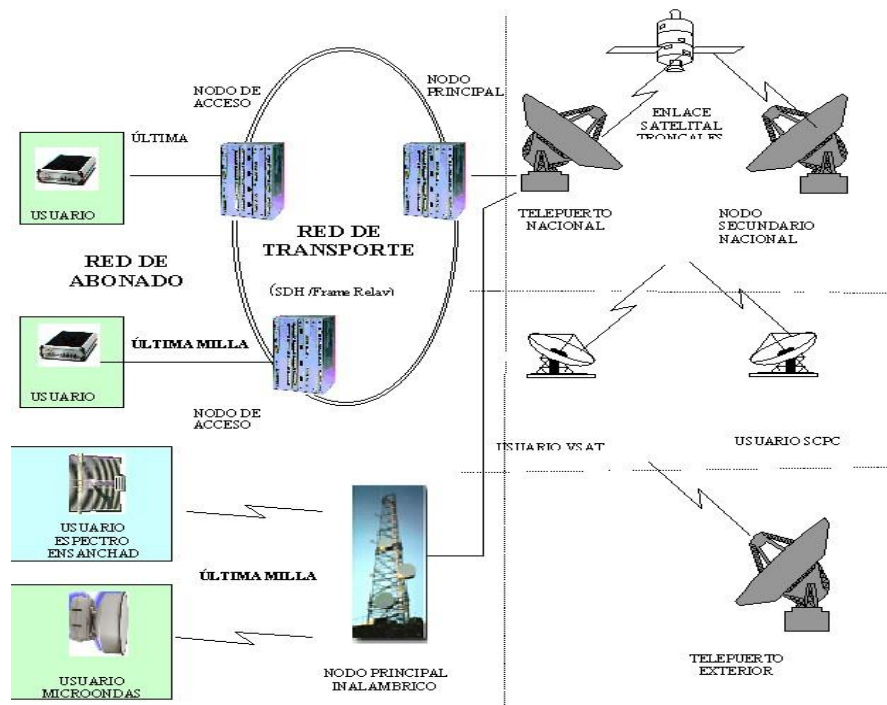 NODO DE
ACCESO
NODO
PRINCIPAL
ENLACE
SATELITAL
TRONCALES
ÚLTIMA
USUARIO
TELEPUERTO
NACIONAL
NODO
SECUNDARIO
NACIONAL
RED DE
TRANSPORTE
RED DE
ABONADO
(SDH /Frame Relay)
ÚLTIMA MILLA
USUARIO
NODO DE
ACCESO
USUARIO VSAT
USUARIO SCPC
USUARIO
ESPECTRO
ENSANCHAD
ÚLTIMA MILLA
USUARIO
MICROONDAS
NODO PRINCIPAL
INALAMBRICO
TELEPUERTO
EXTERIOR